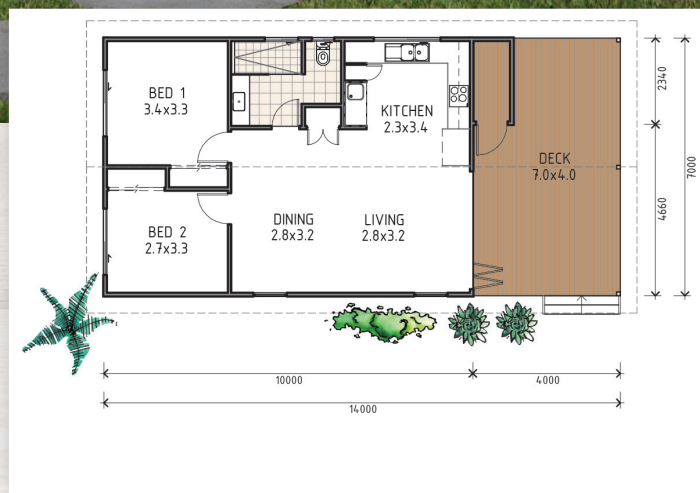 BED 1
3.4x3.3
KITCHEN
2.3x3.4
DECK
7.0x4.0
BED 2
2.7x3.3
DINING
2.8x3.2
LIVING
2.8x3.2
2340
4660
7000
10000
4000
14000